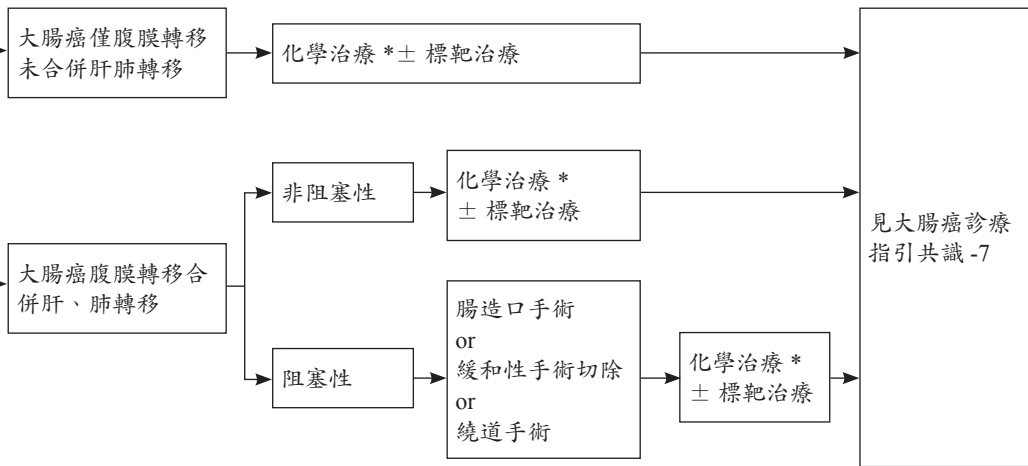 大腸癌僅腹膜轉移
未合併肝肺轉移
化學治療 *± 標靶治療
非阻塞性
化學治療 *
± 標靶治療
見大腸癌診療
指引共識 -7
大腸癌腹膜轉移合
併肝、肺轉移
阻塞性
腸造口手術
or
緩和性手術切除
or
繞道手術
化學治療 *
± 標靶治療